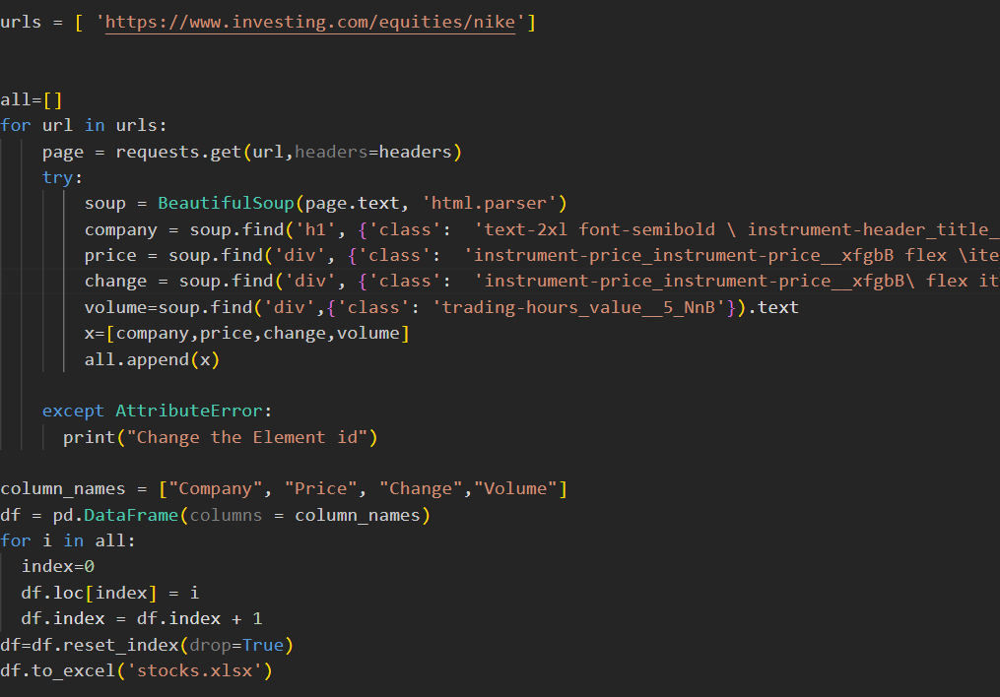 urls = [ 'https://www.investing.com/equities/nike']
all=[]
for url in urls:
page = requests.get(url,headers=headers)
try:
soup = BeautifulSoup(page.text, 'html.parser')
company = soup.find('h1', {'class':  'text-2xl font-semibold \ instrument-header_title_
price = soup.find('div', {'class':  'instrument-price_instrument-price__xfgbB flex \ite
change = soup.find('div', {'class':  'instrument-price_instrument-price__xfgbB\ flex it
volume=soup.find('div',{'class': 'trading-hours_value__5_NnB'}).text
x=[company,price,change,volume]
all.append(x)
except AttributeError:
print("Change the Element id")
column_names = ["Company", "Price", "Change","Volume"]
df = pd.DataFrame(columns = column_names)
for i in all:
index=0
df.loc[index] = i
df.index = df.index + 1
df=df.reset_index(drop=True)
df.to_excel('stocks.xlsx')